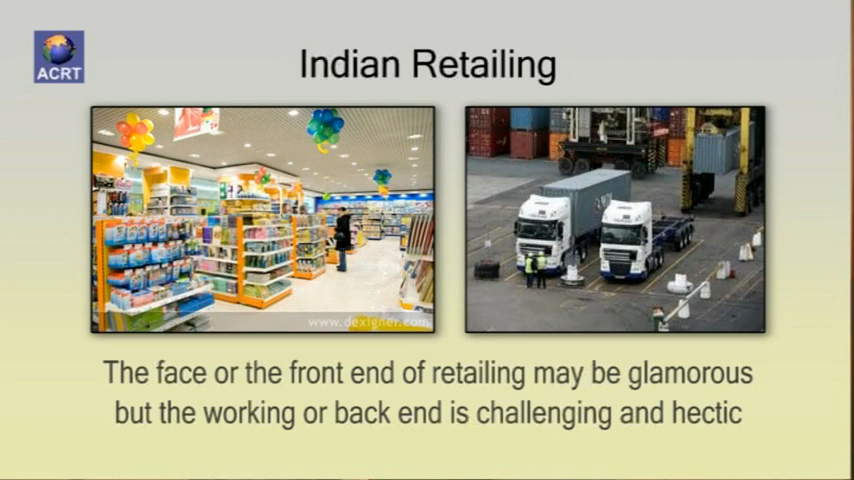 ACRT
Indian Retailing
www.dexigner.com
The face or the front end of retailing may be glamorous
but the working or back end is challenging and hectic